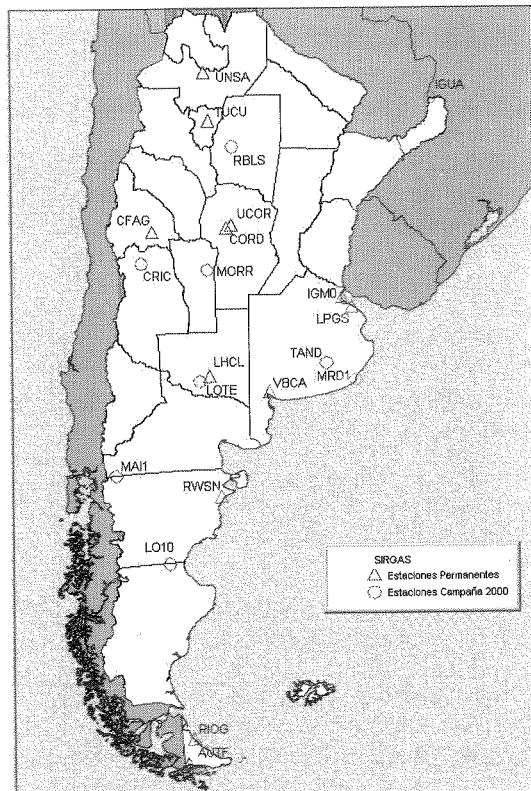 UNSA
IGUA
TUCU
RBLS
CFAG
UCOR
CORD
CRIC
MORR
IGM0
LPGS
LHCL
TAND
MRD1
LOTE
VBCA
MAI1
RWSN
LO10
SIRGAS
Estaciones Permanentes
Estaciones Campaña 2000
RIOG
AUTF